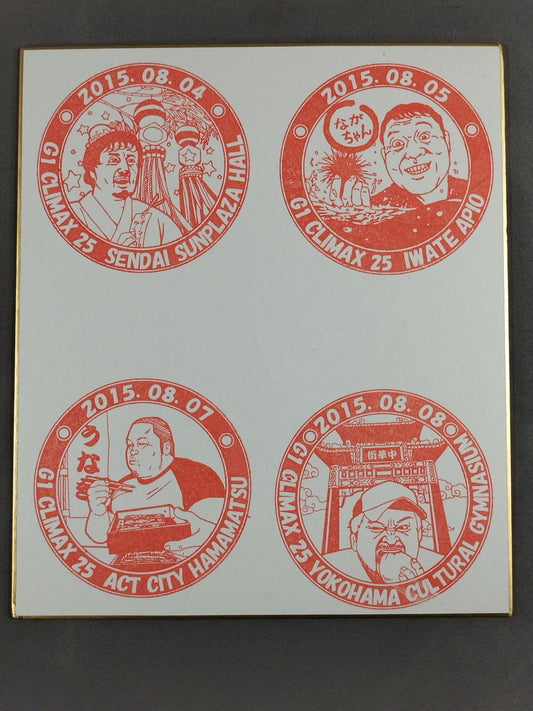 2015. 08. 04
G1 CLIMAX 25 SENDAI SUNPLAZA HALL
2015. 08. 05
なが
ちゃん
G1 CLIMAX 25 IWATE APIO
2015. 08. 07
うなぎ
G1 CLIMAX 25 ACT CITY HAMAMATSU
2015. 08. 08
街華中
G1 CLIMAX 25 YOKOHAMA CULTURAL GYMNASIUM